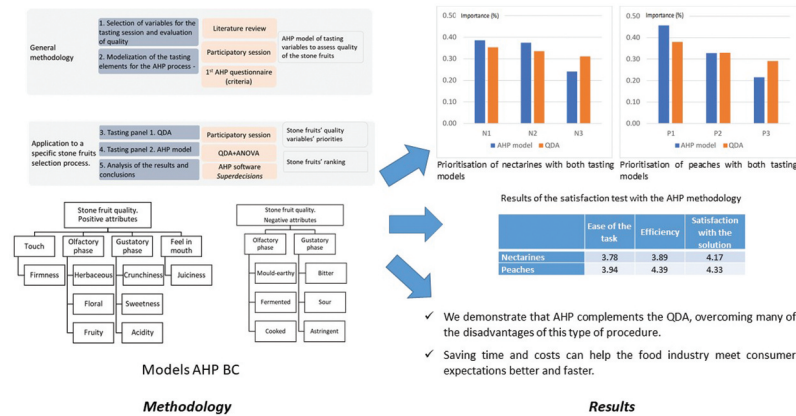 General
methodology
1. Selection of variables for the
tasting session and evaluation
of quality
2. Modelization of the tasting
elements for the AHP process -
Literature review
Participatory session
1st AHP questionnaire
(criteria)
AHP model of tasting
variables to assess quality
of the stone fruits
Application to a
specific stone fruits
selection process.
3. Tasting panel 1. QDA
4. Tasting panel 2. AHP model
5. Analysis of the results and
conclusions
Participatory session
QDA+ANOVA
AHP software
Superdecisions
Stone fruits' quality
variables'priorities
Stone fruits' ranking
Stone fruit quality.
Positive attributes
Touch
Olfactory
phase
Gustatory
phase
Feel in
mouth
Firmness
Herbaceous
Crunchiness
Juiciness
Floral
Sweetness
Fruity
Acidity
Stone fruit quality.
Negative attributes
Olfactory
phase
Gustatory
phase
Mould-earthy
Bitter
Fermented
Sour
Cooked
Astringent
Models AHP BC
Methodology
Importance (%)
0.50
0.40
0.30
0.20
0.10
0.00
N1
N2
N3
AHP MODEL
QDA
Prioritisation of nectarines with both tasting
models
Importance (%)
0.50
0.40
0.30
0.20
0.10
0.00
P1
P2
P3
AHP MODEL
QDA
Prioritisation of peaches with both tasting
models
Results of the satisfaction test with the AHP methodology
Ease of the
task
Efficiency
Satisfaction
with the
solution
Nectarines 3.78 3.89 4.17
Peaches 3.94 4.39 4.33
✓ We demonstrate that AHP complements the QDA, overcoming many of
the disadvantages of this type of procedure.
✓ Saving time and costs can help the food industry meet consumer
expectations better and faster.
Results